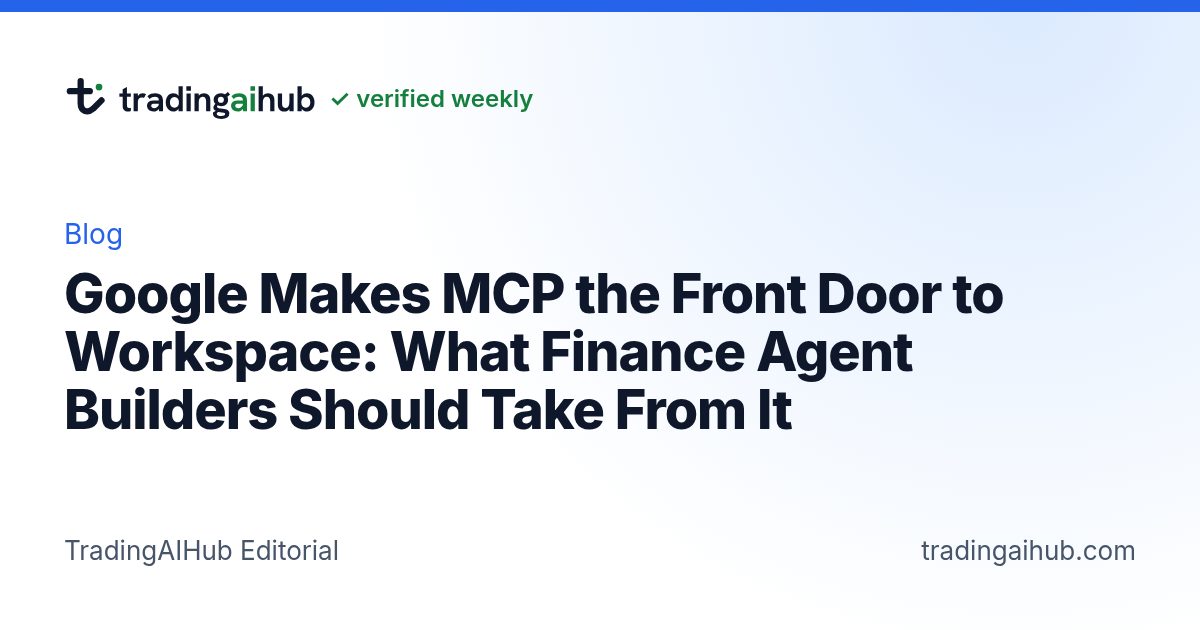 tradingaihub ✓ verified weekly
Blog
Google Makes MCP the Front Door to
Workspace: What Finance Agent
Builders Should Take From It
TradingAIHub Editorial
tradingaihub.com